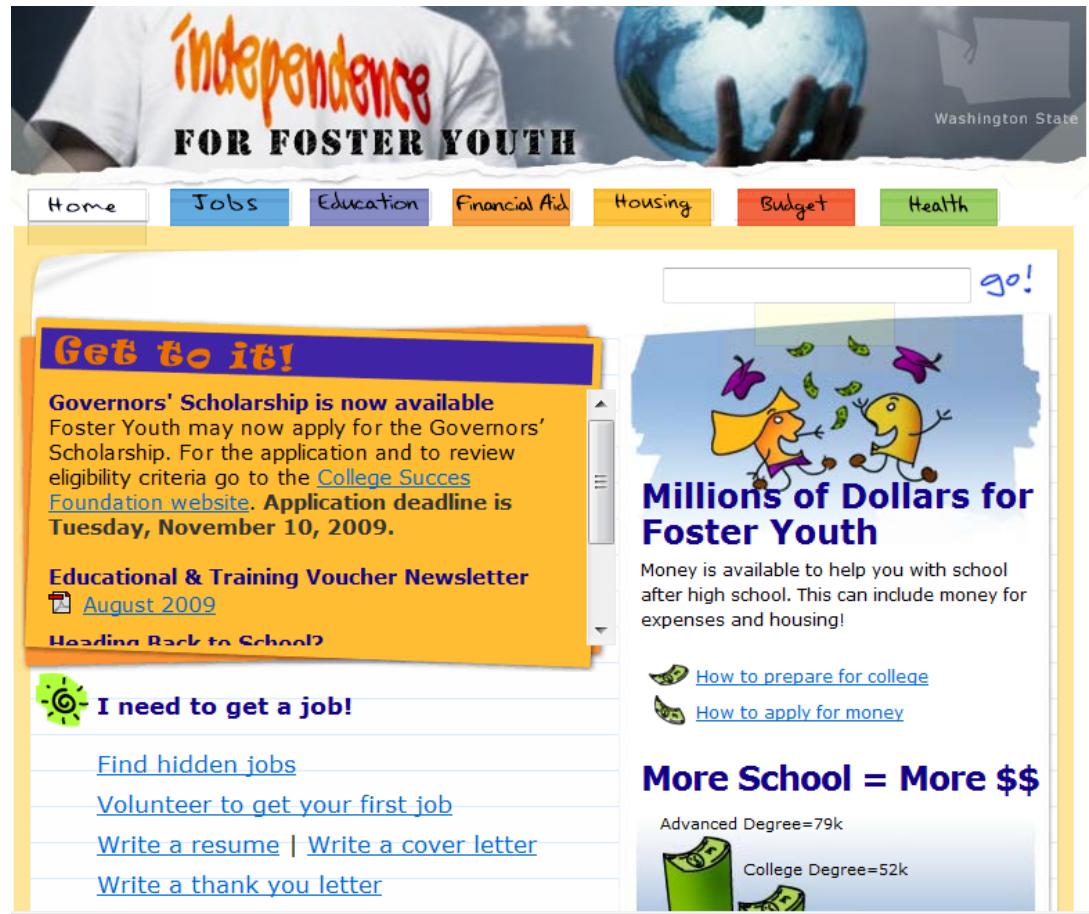 independence
FOR FOSTER YOUTH
Washington State
Home
Jobs
Education
Financial Aid
Housing
Budget
Health
go!
Get to it!
Governors' Scholarship is now available
Foster Youth may now apply for the Governors’
Scholarship. For the application and to review
eligibility criteria go to the College Succes
Foundation website. Application deadline is
Tuesday, November 10, 2009.
Educational & Training Voucher Newsletter
August 2009
Heading Back to School?
I need to get a job!
Find hidden jobs
Volunteer to get your first job
Write a resume | Write a cover letter
Write a thank you letter
Millions of Dollars for
Foster Youth
Money is available to help you with school
after high school. This can include money for
expenses and housing!
How to prepare for college
How to apply for money
More School = More $$
Advanced Degree=79k
College Degree=52k